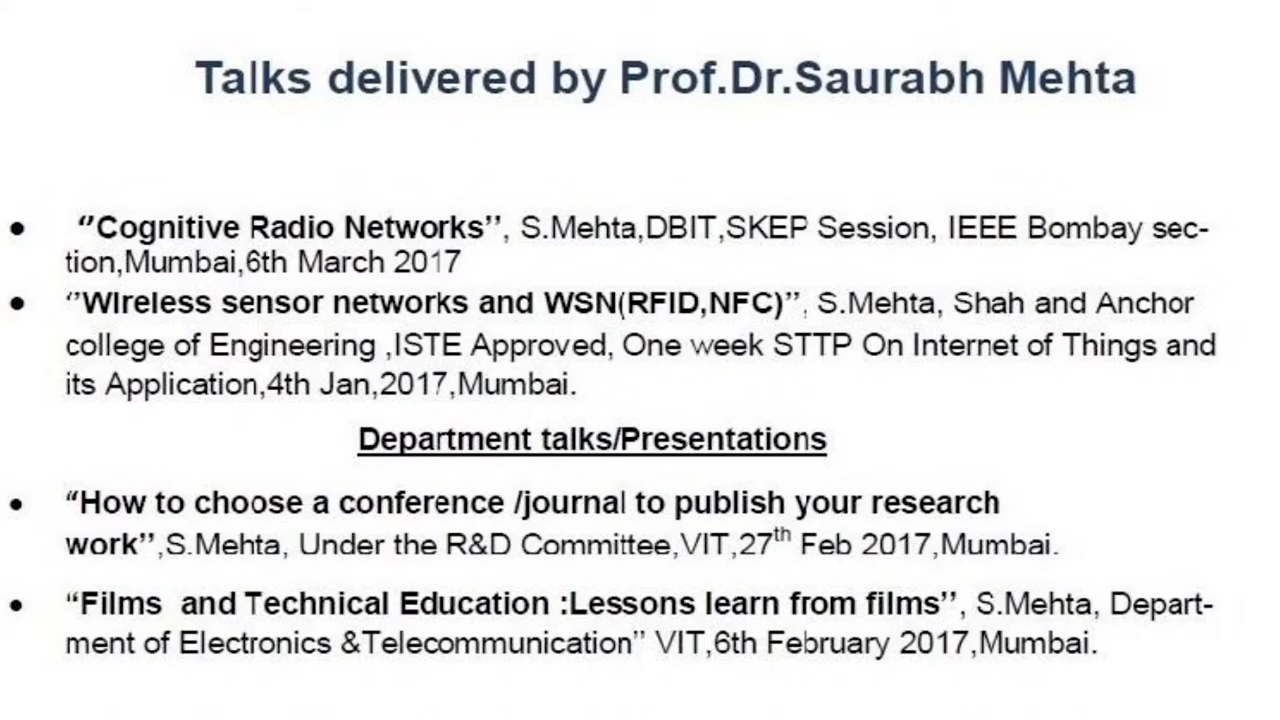 Talks delivered by Prof.Dr.Saurabh Mehta
• “Cognitive Radio Networks’’, S.Mehta,DBIT,SKEP Session, IEEE Bombay sec-
tion,Mumbai,6th March 2017
• “WIreless sensor networks and WSN(RFID,NFC)”, S.Mehta, Shah and Anchor
college of Engineering ,ISTE Approved, One week STTP On Internet of Things and
its Application,4th Jan,2017,Mumbai.
Department talks/Presentations
• “How to choose a conference /journal to publish your research
work’’,S.Mehta, Under the R&D Committee,VIT,27th Feb 2017,Mumbai.
• “Films and Technical Education :Lessons learn from films’’, S.Mehta, Depart-
ment of Electronics &Telecommunication” VIT,6th February 2017,Mumbai.